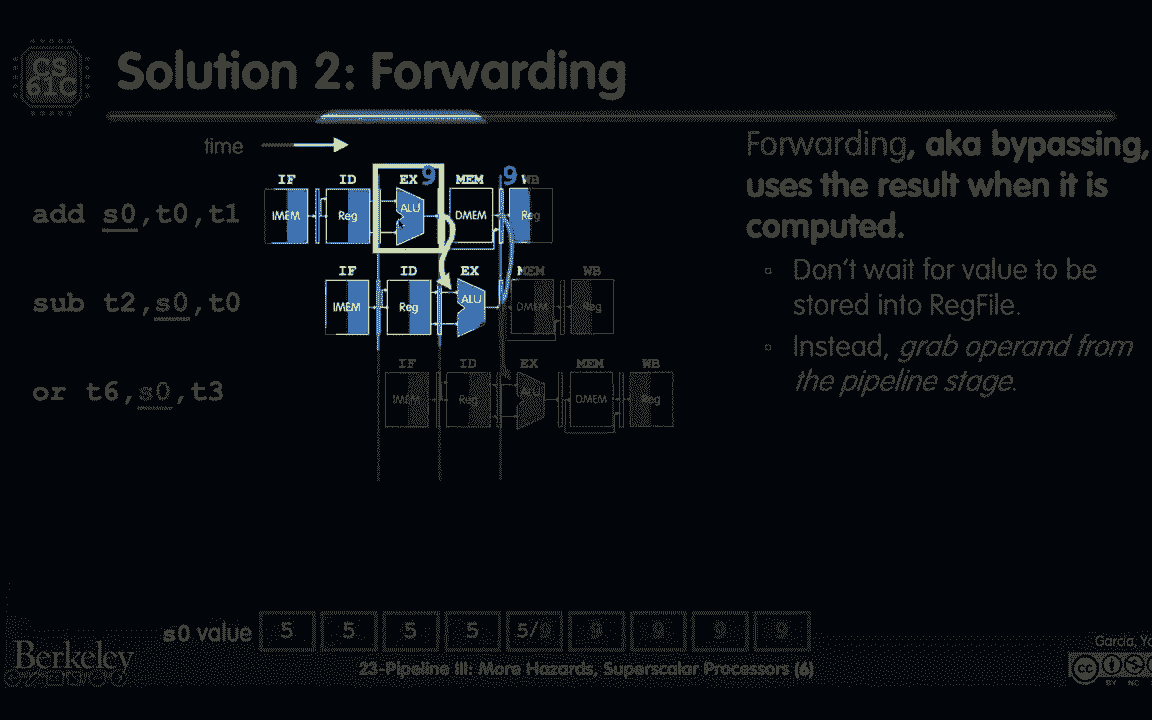 CS
61C
Solution 2: Forwarding
time
Forwarding, aka bypassing,
uses the result when it is
computed.
Don't wait for value to be
stored into RegFile.
Instead, grab operand from
the pipeline stage.
IF ID EX 9 MEM 9 WB
add s0,t0,t1
IMEM Reg ALU DMEM Reg
IF ID EX MEM WB
sub t2,s0,t0
IMEM Reg ALU DMEM Reg
IF ID EX MEM WB
or t6,s0,t3
IMEM Reg ALU DMEM Reg
s0 value 5 5 5 5 5/9 9 9 9 9
Berkeley
23-Pipeline III: More Hazards, Superscalar Processors (6)
Garcia,
cc
BY NC